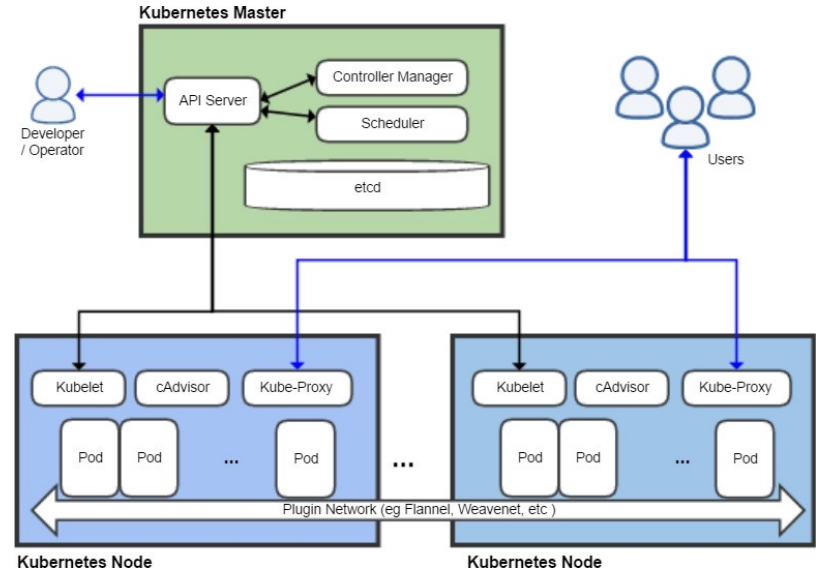 Kubernetes Master
API Server
Controller Manager
Scheduler
etcd
Developer
/ Operator
Users
Kubelet
cAdvisor
Kube-Proxy
Pod
Pod
...
Pod
...
Kubelet
cAdvisor
Kube-Proxy
Pod
Pod
...
Pod
Plugin Network (eg Flannel, Weavenet, etc )
Kubernetes Node
Kubernetes Node